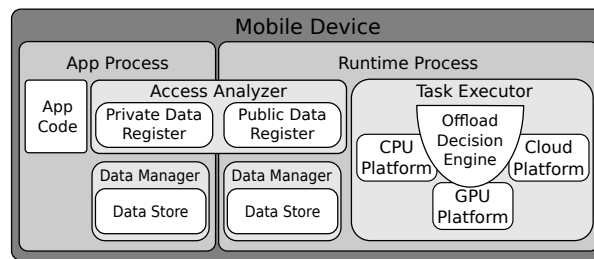 Mobile Device
App Process
Runtime Process
App
Code
Access Analyzer
Private Data
Register
Public Data
Register
Data Manager
Data Store
Data Manager
Data Store
Task Executor
Offload
Decision
Engine
CPU
Platform
Cloud
Platform
GPU
Platform